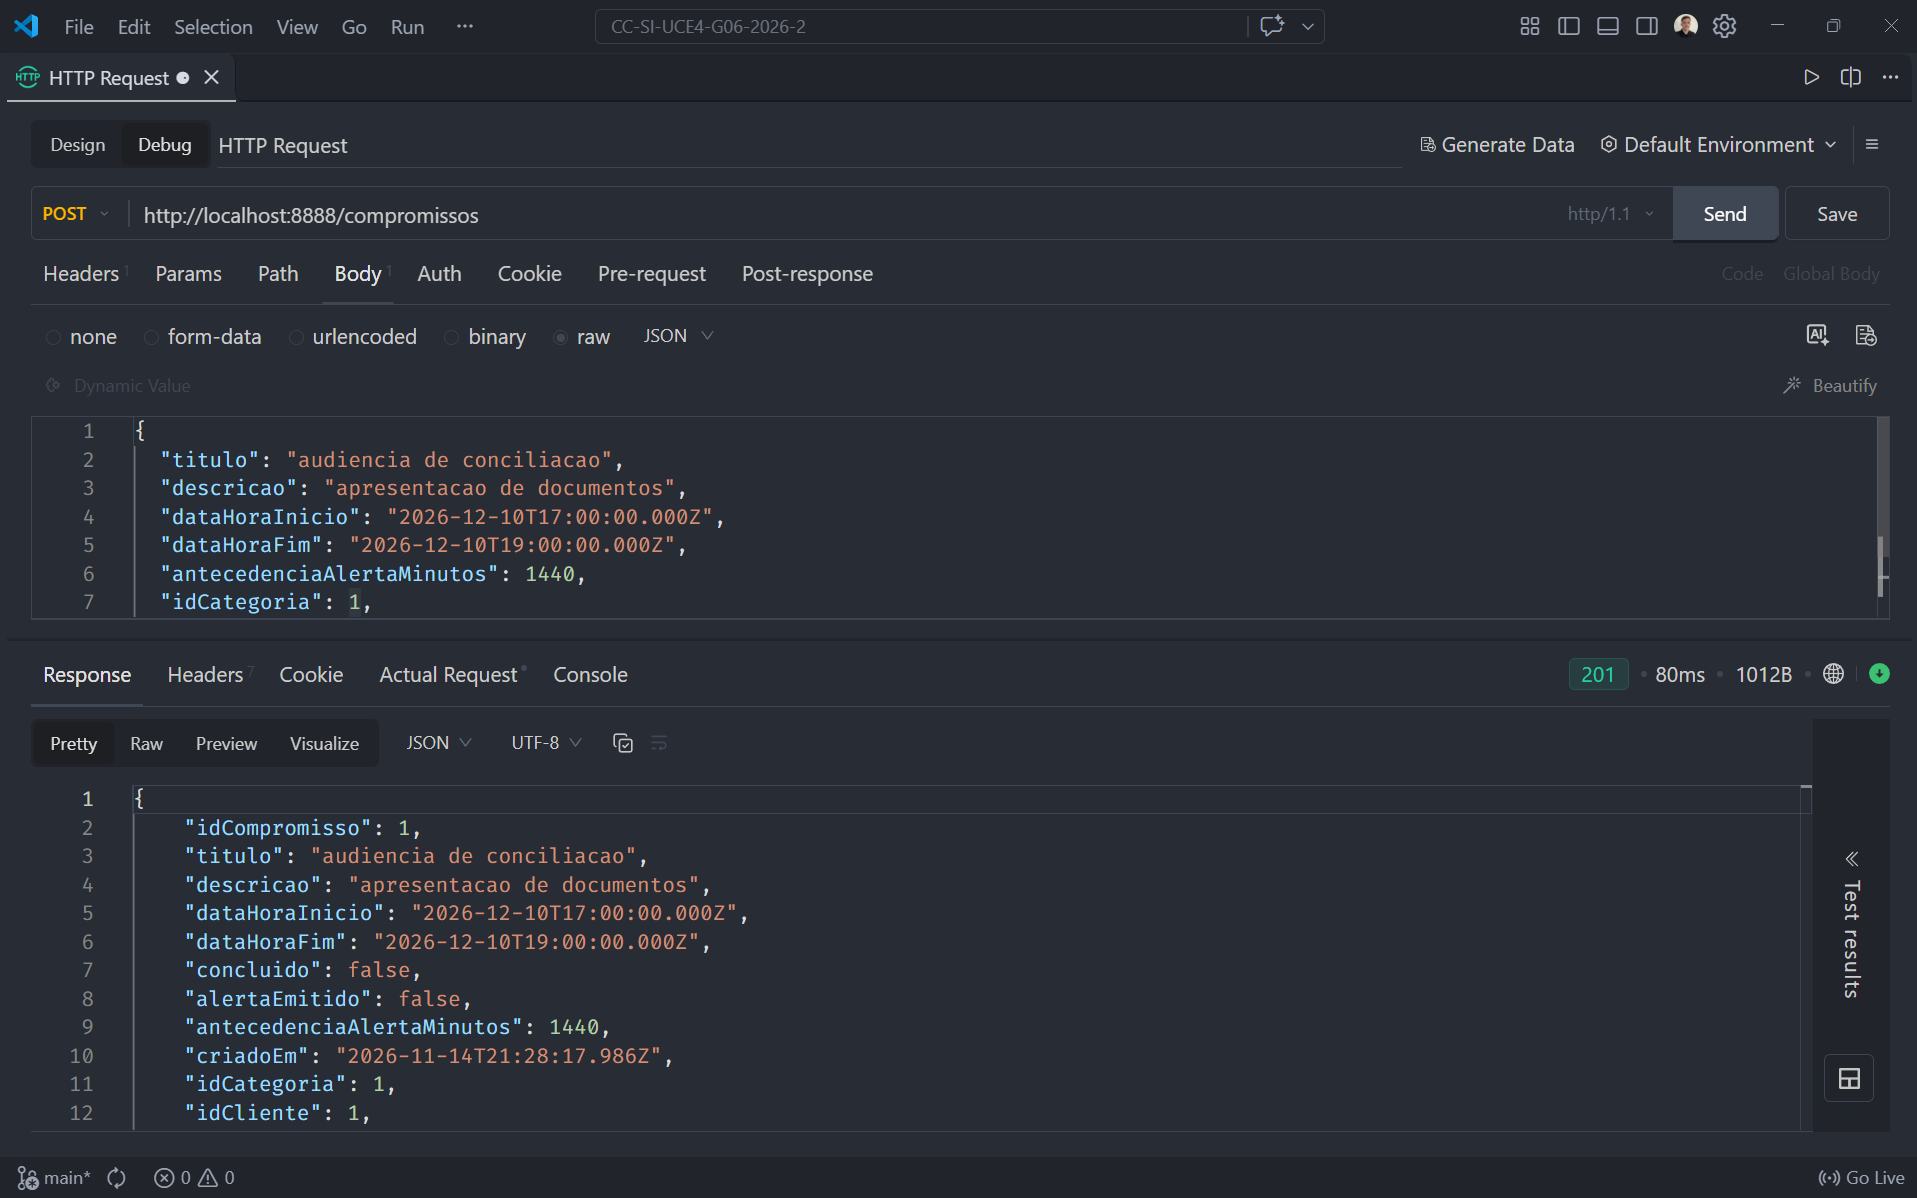 File Edit Selection View Go Run ··· CC-SI-UCE4-G06-2026-2
HTTP HTTP Request
Design Debug HTTP Request Generate Data Default Environment
POST http://localhost:8888/compromissos http/1.1 Send Save
Headers 1 Params Path Body 1 Auth Cookie Pre-request Post-response Code Global Body
none form-data urlencoded binary raw JSON AI
Dynamic Value Beautify
1 {
2 "titulo": "audiencia de conciliacao",
3 "descricao": "apresentacao de documentos",
4 "dataHoraInicio": "2026-12-10T17:00:00.000Z",
5 "dataHoraFim": "2026-12-10T19:00:00.000Z",
6 "antecedenciaAlertaMinutos": 1440,
7 "idCategoria": 1,
Response Headers 7 Cookie Actual Request Console 201 80ms 1012B
Pretty Raw Preview Visualize JSON UTF-8
1 {
2 "idCompromisso": 1,
3 "titulo": "audiencia de conciliacao",
4 "descricao": "apresentacao de documentos",
5 "dataHoraInicio": "2026-12-10T17:00:00.000Z",
6 "dataHoraFim": "2026-12-10T19:00:00.000Z",
7 "concluido": false,
8 "alertaEmitido": false,
9 "antecedenciaAlertaMinutos": 1440,
10 "criadoEm": "2026-11-14T21:28:17.986Z",
11 "idCategoria": 1,
12 "idCliente": 1,
Test results
main* 0 0 Go Live